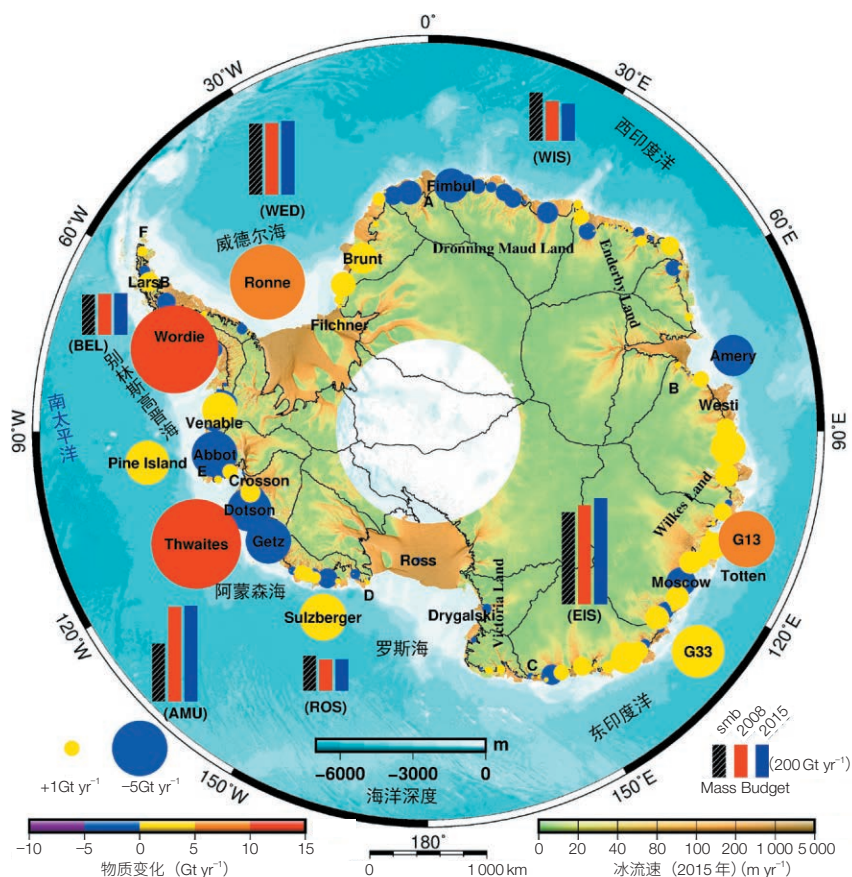 0°
30°W
30°E
西印度洋
(WIS)
(WED)
60°W
威德尔海
F
Fimbul
A
Dronning Maud Land
Enderby Land
60°E
Brunt
Ronne
LarsB
Filchner
(BEL)
Wordie
别林斯高晋海
Amery
B
Westi
南太平洋
90°W
Venable
Abbot
Pine Island
E
Crosson
Dotson
90°E
Wilkes Land
Thwaites
Getz
Ross
G13
Totten
Moscow
阿蒙森海
D
Sulzberger
Drygalski
Victoria Land
(EIS)
罗斯海
C
G33
120°W
120°E
(AMU)
(ROS)
东印度洋
smb
2008
2015
(200 Gt yr⁻¹)
Mass Budget
+1Gt yr⁻¹
−5Gt yr⁻¹
150°W
m
−6000
−3000
0
海洋深度
150°E
180°
−10
−5
0
5
10
15
物质变化 (Gt yr⁻¹)
0
1 000 km
0
20
40
80
100
200
1 000
5 000
冰流速 (2015 年) (m yr⁻¹)